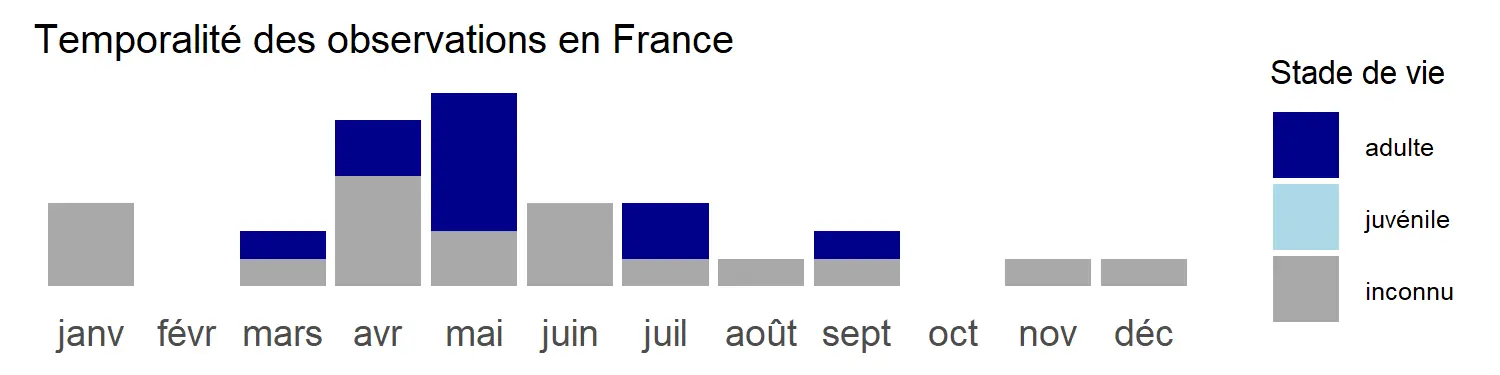 Temporalité des observations en France
Stade de vie
adulte
juvénile
inconnu
janv févr mars avr mai juin juil août sept oct nov déc